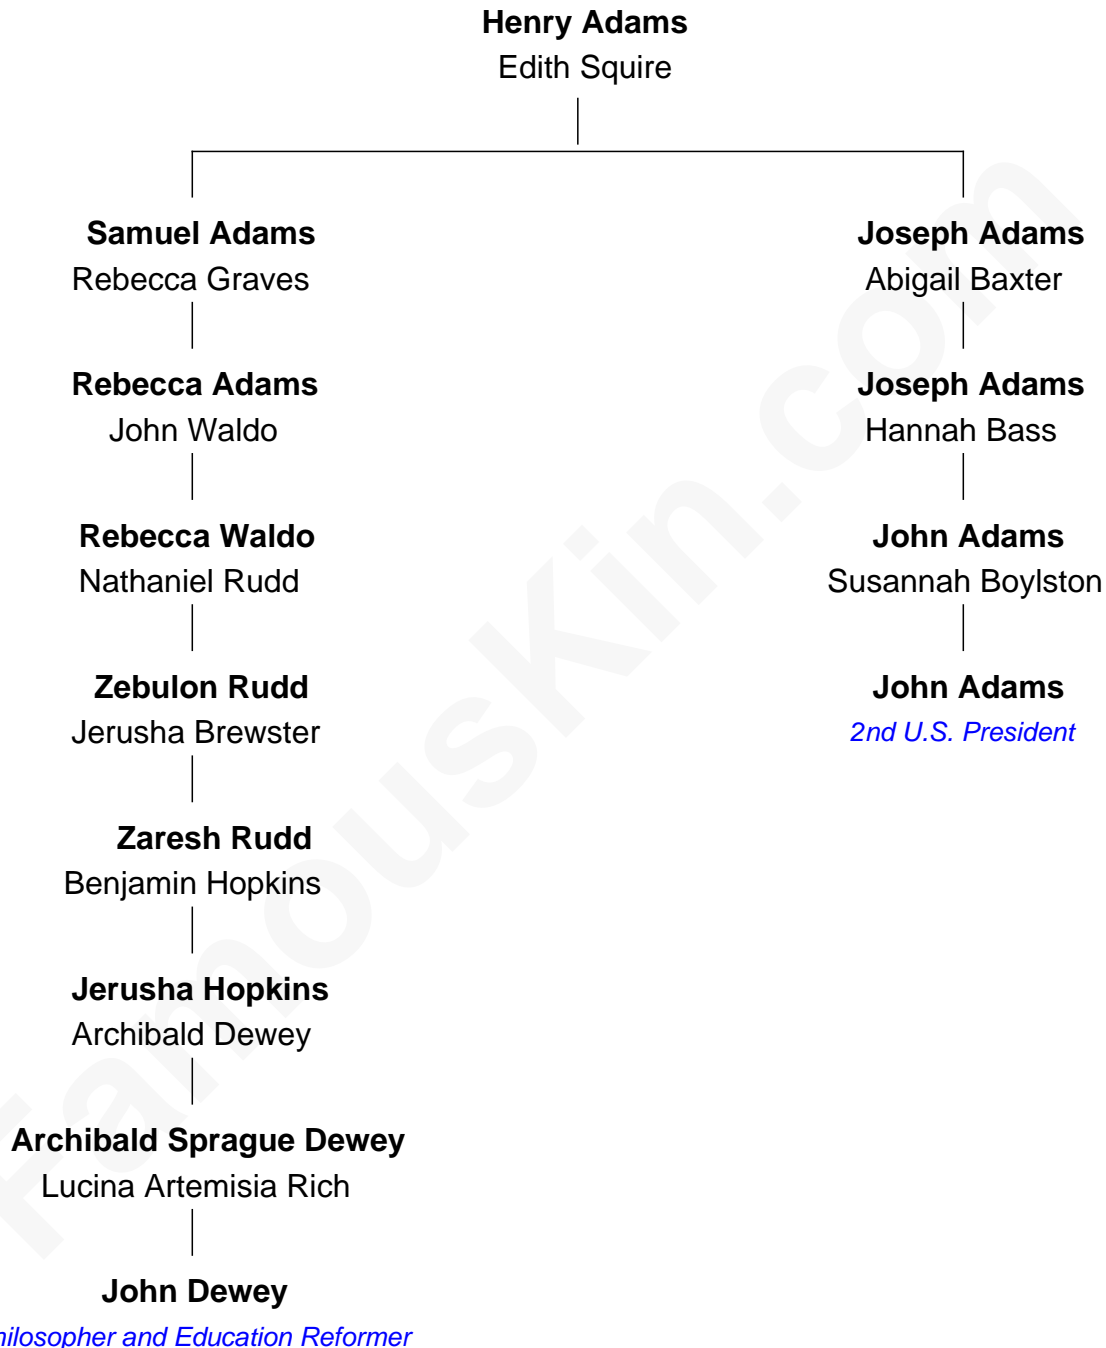 Henry Adams
Edith Squire
Samuel Adams
Rebecca Graves
Joseph Adams
Abigail Baxter
Rebecca Adams
John Waldo
Joseph Adams
Hannah Bass
Rebecca Waldo
Nathaniel Rudd
John Adams
Susannah Boylston
Zebulon Rudd
Jerusha Brewster
John Adams
2nd U.S. President
Zaresh Rudd
Benjamin Hopkins
Jerusha Hopkins
Archibald Dewey
Archibald Sprague Dewey
Lucina Artemisia Rich
John Dewey
hilosopher and Education Reformer
FamousKin.com